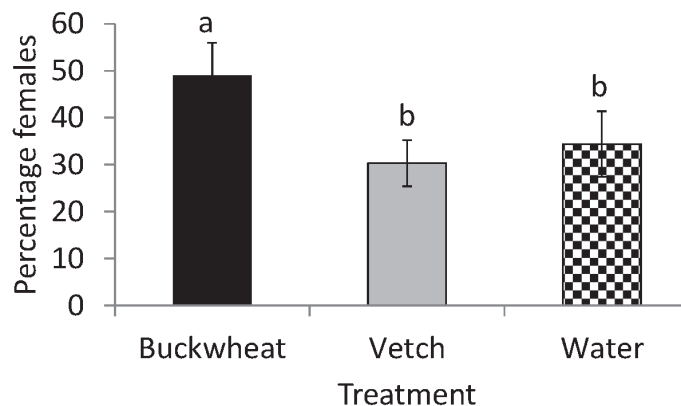 Percentage females
60
50
40
30
20
10
0
a
b
b
Buckwheat Vetch Water
Treatment